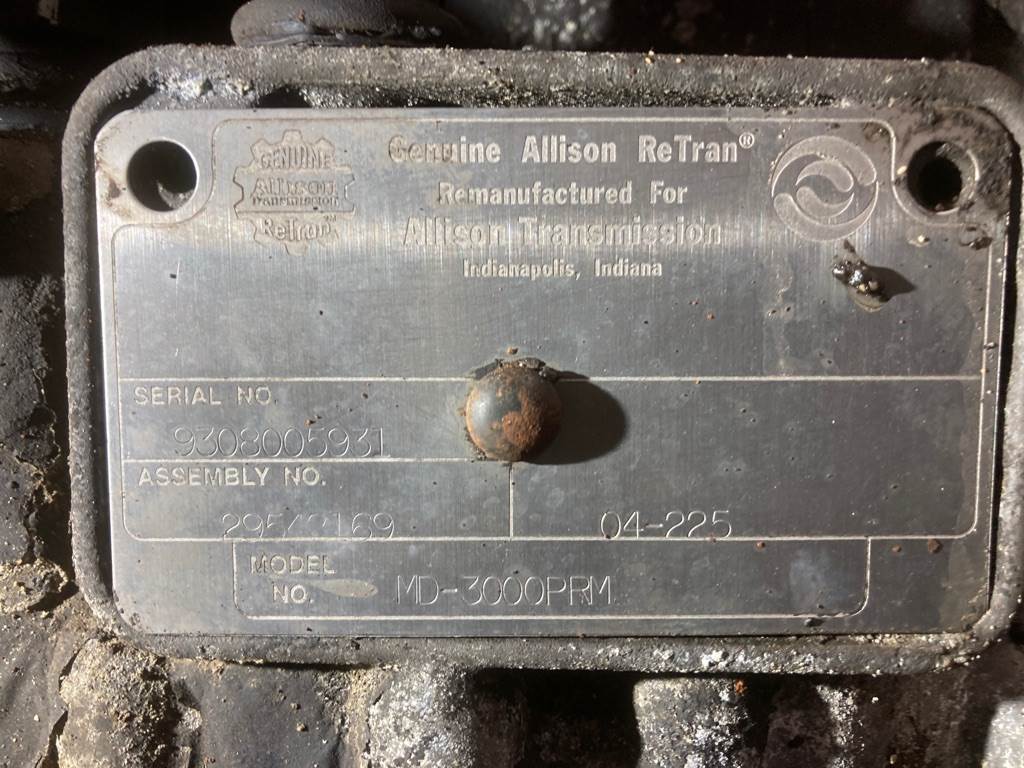 GENUINE
Allison
Transmission
ReTran™
Genuine Allison ReTran®
Remanufactured For
Allison Transmission
Indianapolis, Indiana
SERIAL NO.
9308005931
ASSEMBLY NO.
04-225
MODEL
NO.
MD-3000PRM